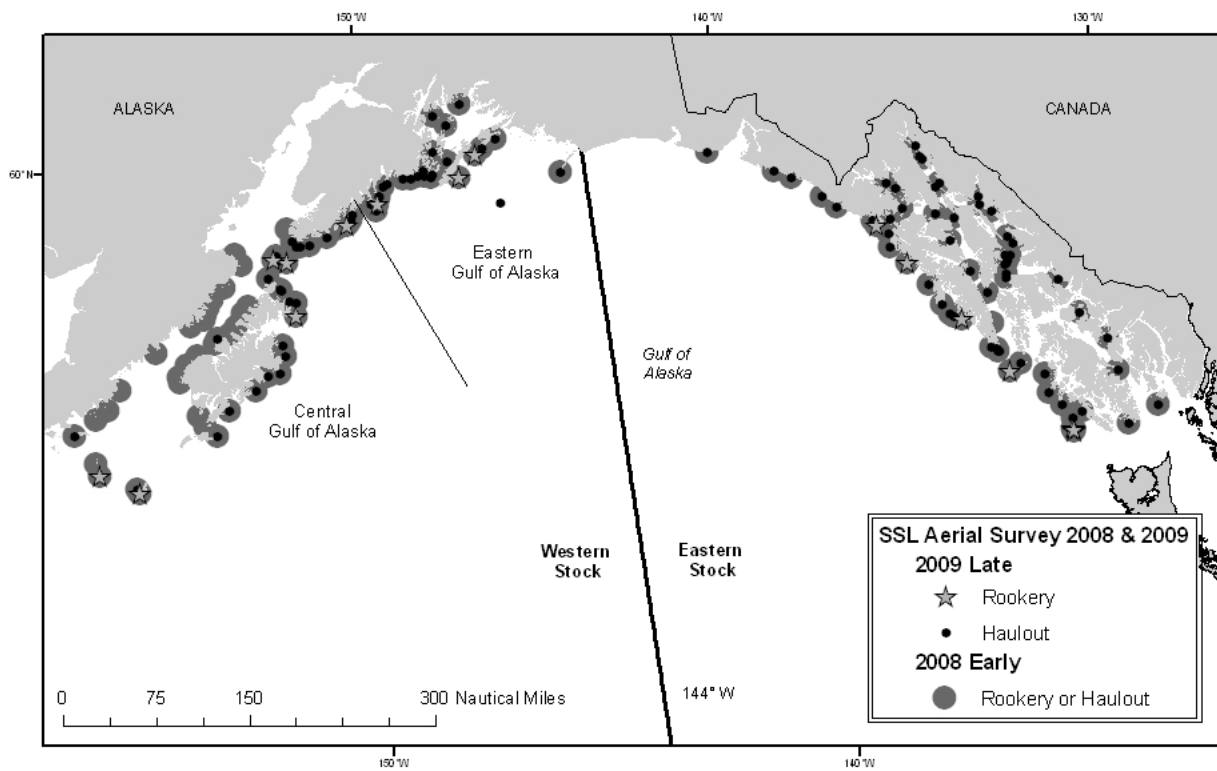 150°W
140°W
130°W
ALASKA
CANADA
60°N
Eastern
Gulf of Alaska
Gulf of
Alaska
Central
Gulf of Alaska
Western
Stock
Eastern
Stock
144° W
0 75 150 300 Nautical Miles
SSL Aerial Survey 2008 & 2009
2009 Late
Rookery
Haulout
2008 Early
Rookery or Haulout
150°W
140°W